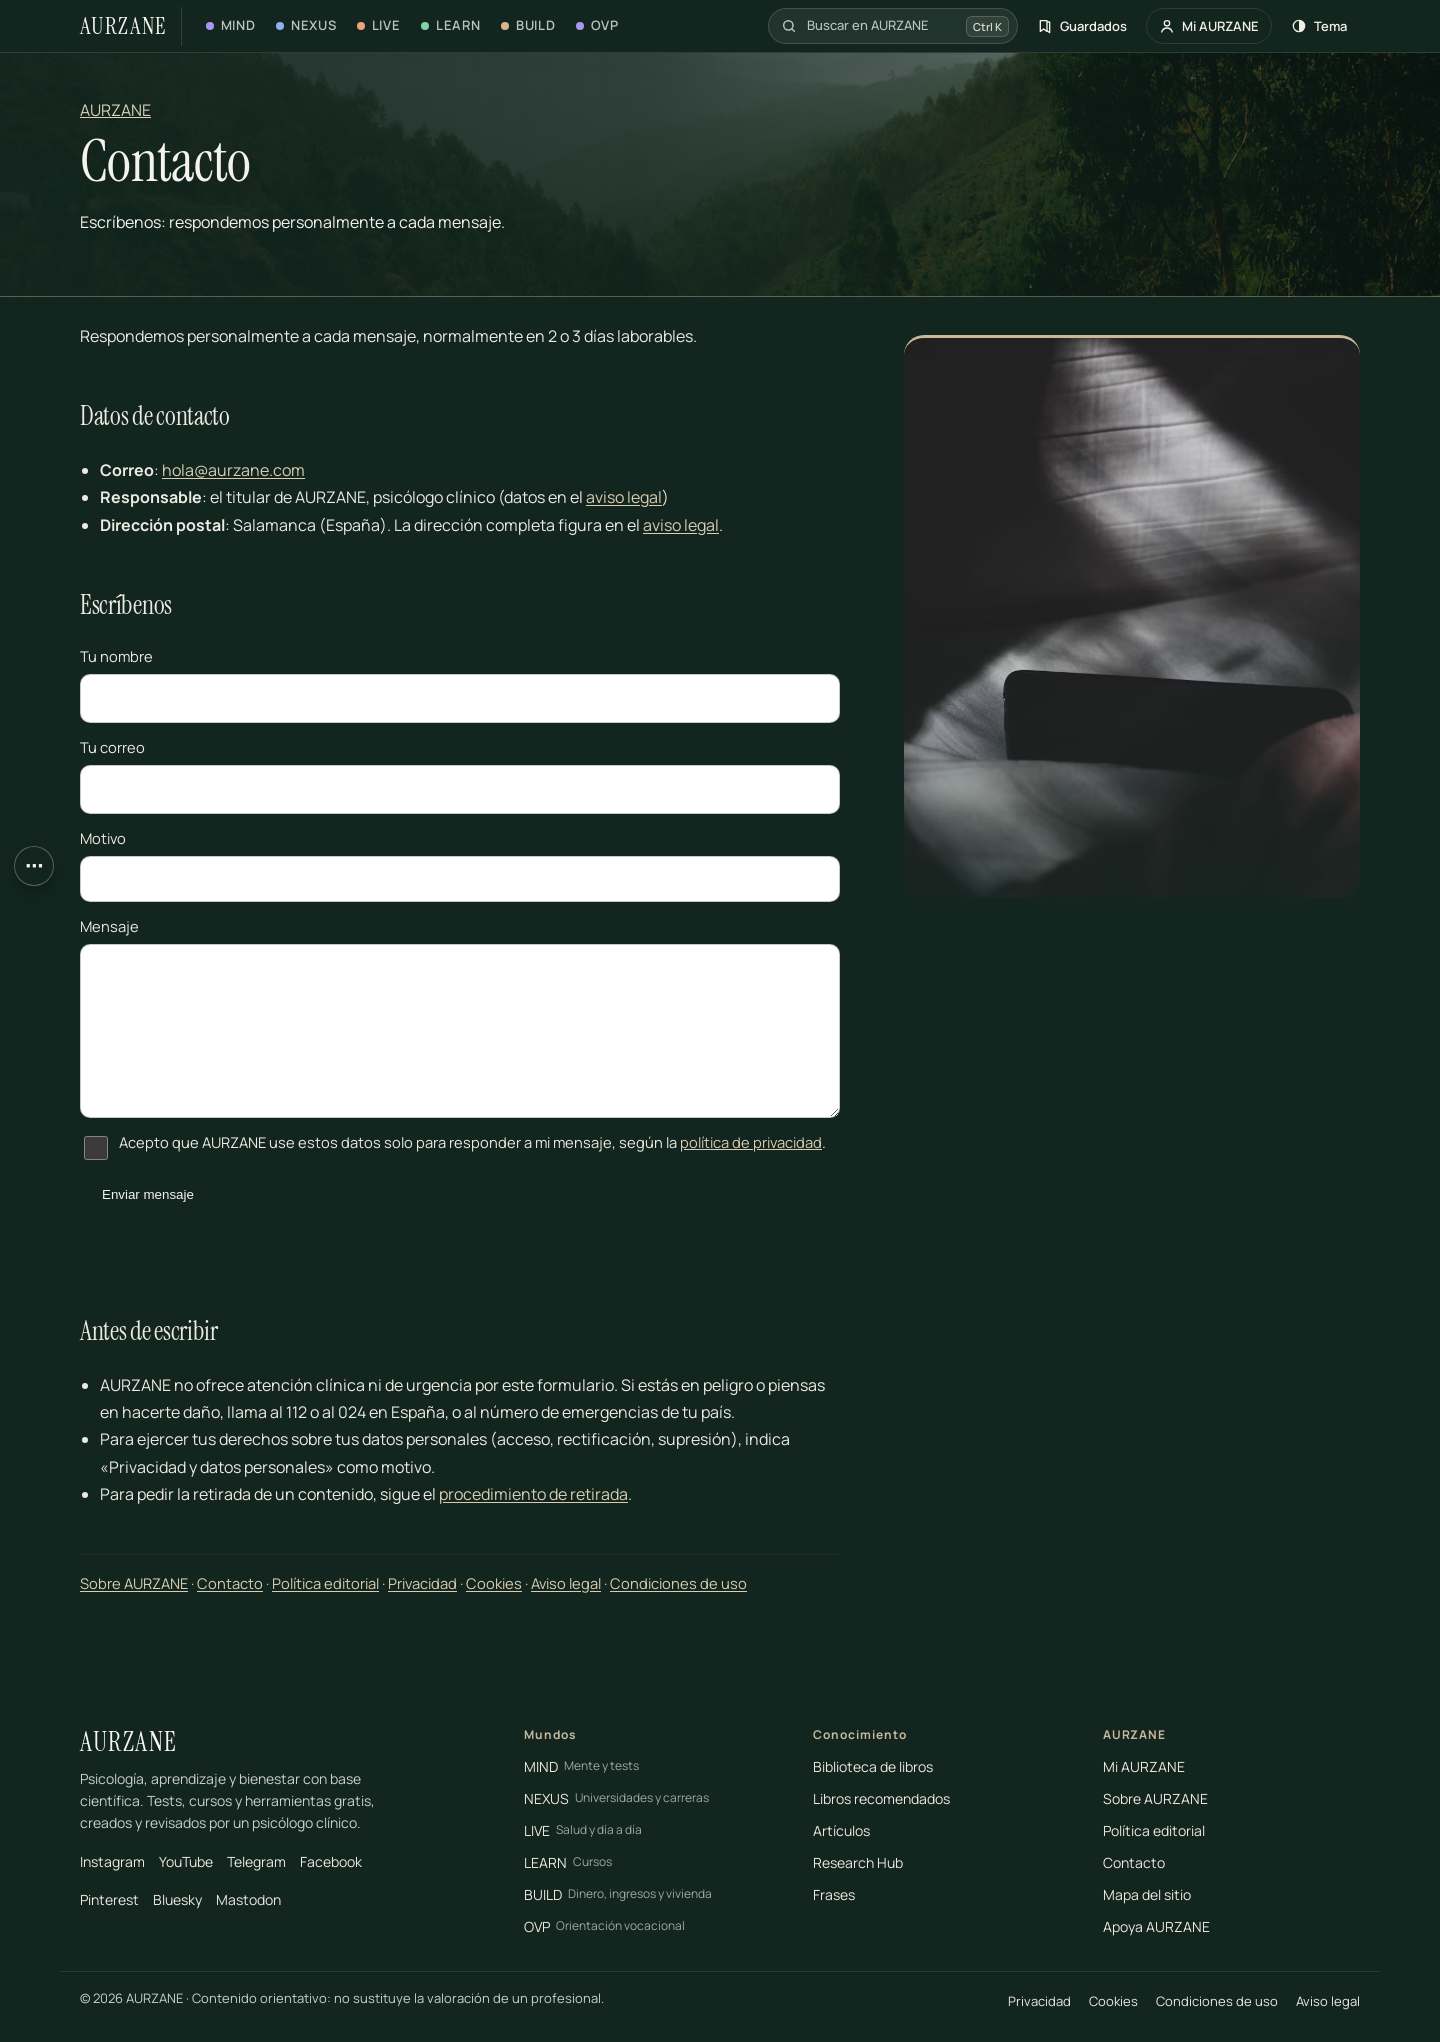 AURZANE
MIND
NEXUS
LIVE
LEARN
BUILD
OVP
Buscar en AURZANE
Ctrl K
Guardados
Mi AURZANE
Tema
AURZANE
Contacto
Escríbenos: respondemos personalmente a cada mensaje.
Respondemos personalmente a cada mensaje, normalmente en 2 o 3 días laborables.
Datos de contacto
Correo: hola@aurzane.com
Responsable: el titular de AURZANE, psicólogo clínico (datos en el aviso legal)
Dirección postal: Salamanca (España). La dirección completa figura en el aviso legal.
Escríbenos
Tu nombre
Tu correo
Motivo
Mensaje
Acepto que AURZANE use estos datos solo para responder a mi mensaje, según la política de privacidad.
Enviar mensaje
Antes de escribir
AURZANE no ofrece atención clínica ni de urgencia por este formulario. Si estás en peligro o piensas
en hacerte daño, llama al 112 o al 024 en España, o al número de emergencias de tu país.
Para ejercer tus derechos sobre tus datos personales (acceso, rectificación, supresión), indica
«Privacidad y datos personales» como motivo.
Para pedir la retirada de un contenido, sigue el procedimiento de retirada.
Sobre AURZANE · Contacto · Política editorial · Privacidad · Cookies · Aviso legal · Condiciones de uso
AURZANE
Psicología, aprendizaje y bienestar con base
científica. Tests, cursos y herramientas gratis,
creados y revisados por un psicólogo clínico.
Instagram YouTube Telegram Facebook
Pinterest Bluesky Mastodon
Mundos
MIND Mente y tests
NEXUS Universidades y carreras
LIVE Salud y día a día
LEARN Cursos
BUILD Dinero, ingresos y vivienda
OVP Orientación vocacional
Conocimiento
Biblioteca de libros
Libros recomendados
Artículos
Research Hub
Frases
AURZANE
Mi AURZANE
Sobre AURZANE
Política editorial
Contacto
Mapa del sitio
Apoya AURZANE
© 2026 AURZANE · Contenido orientativo: no sustituye la valoración de un profesional.
Privacidad Cookies Condiciones de uso Aviso legal